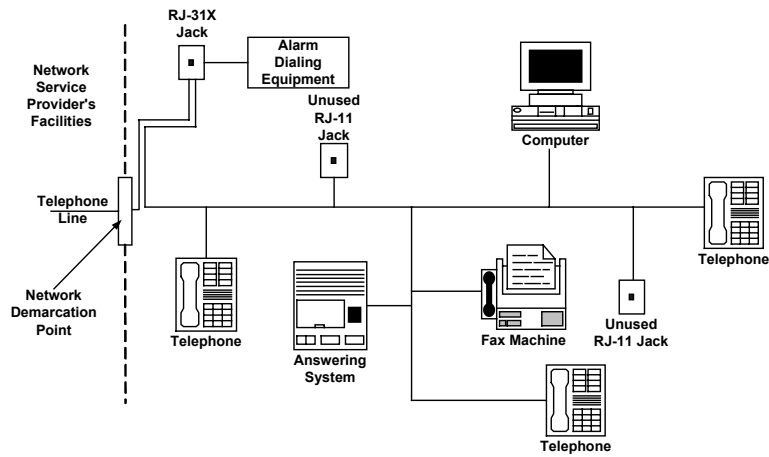 RJ-31X
Jack
Alarm
Dialing
Equipment
Network
Service
Provider's
Facilities
Unused
RJ-11
Jack
Computer
Telephone
Line
Telephone
Network
Demarcation
Point
Telephone
Answering
System
Fax Machine
Unused
RJ-11 Jack
Telephone